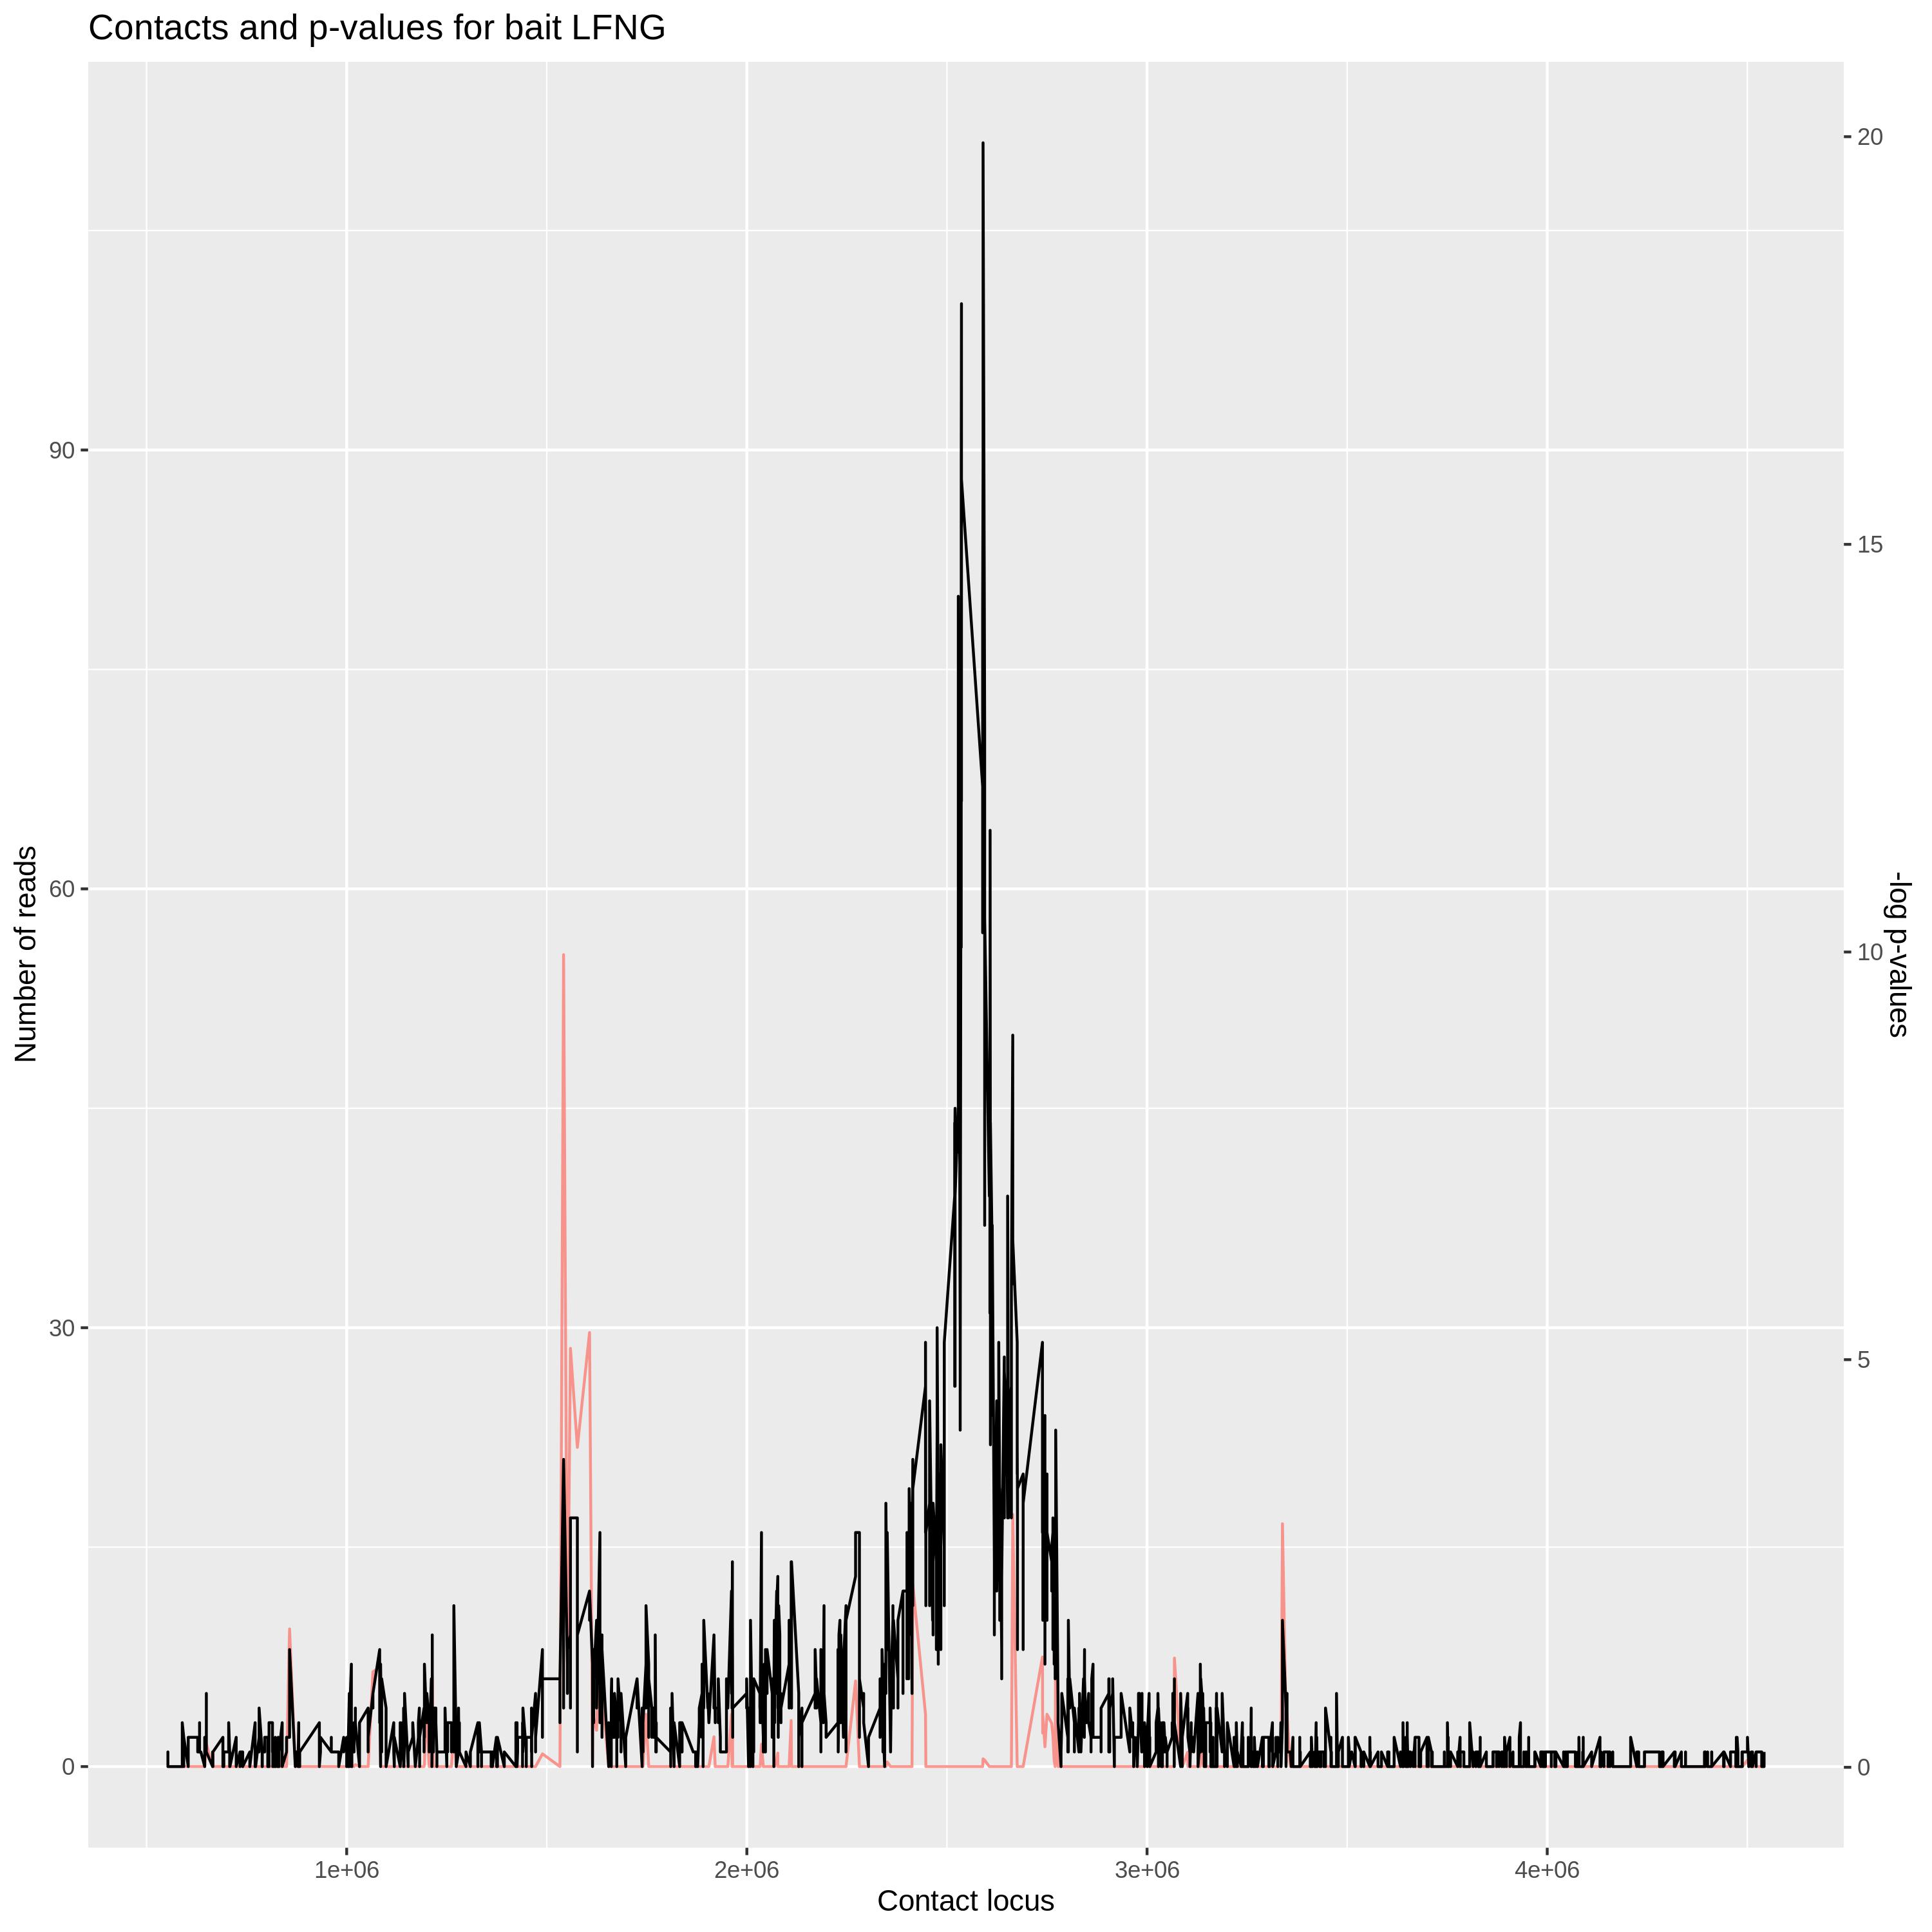 Contacts and p-values for bait LFNG
20
90
15
Number of reads
60
10
-log p-values
30
5
0
0
1e+06
2e+06
3e+06
4e+06
Contact locus